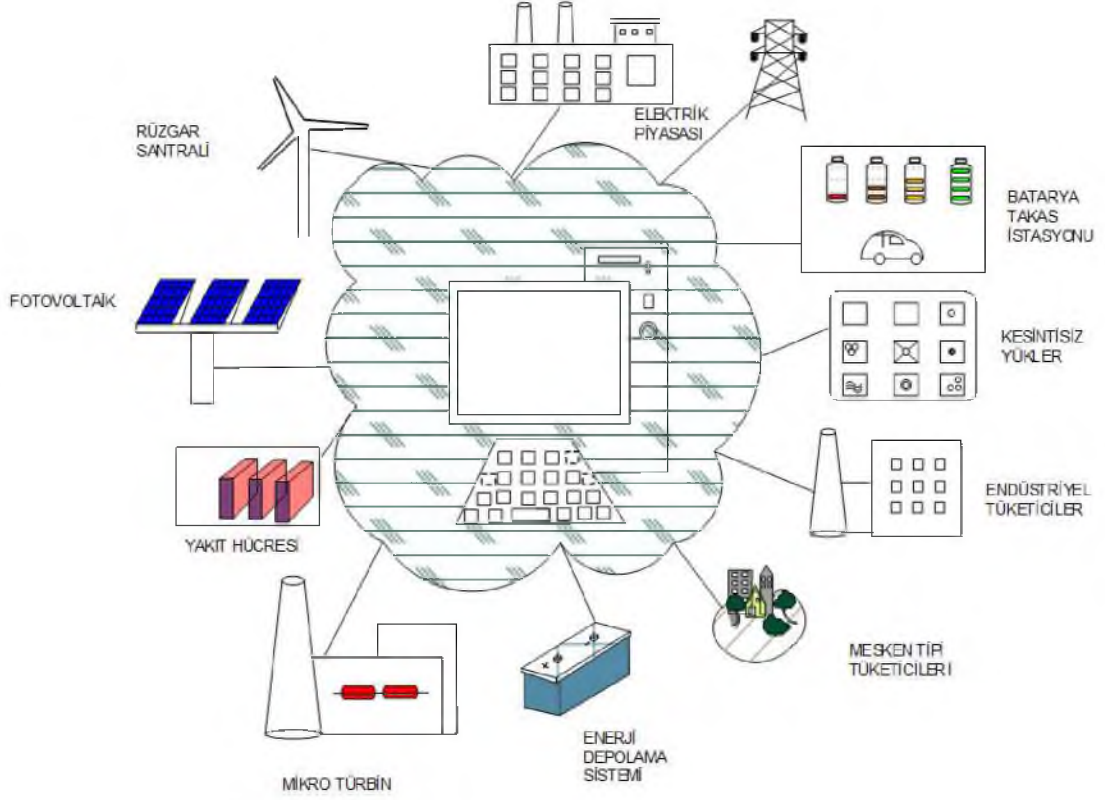 ELEKTRİK
PİYASASI
RÜZGAR
SANTRALİ
BATARYA
TAKAS
İSTASYONU
FOTOVOLTAİK
KESİNTİSİZ
YÜKLER
ENDÜSTRİYEL
TÜKETİCİLER
YAKIT HÜCRESİ
MESKEN TİPİ
TÜKETİCİLERİ
ENERJİ
DEPOLAMA
SİSTEMİ
MİKRO TÜRBİN